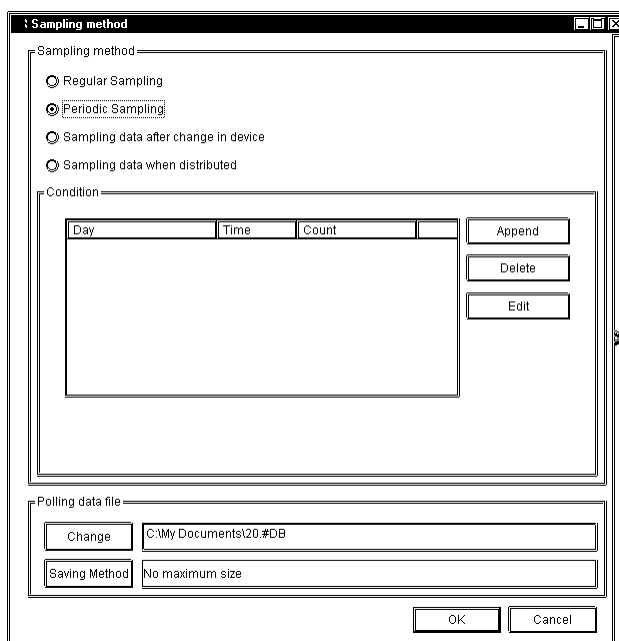 Sampling method
Sampling method
Regular Sampling
Periodic Sampling
Sampling data after change in device
Sampling data when distributed
Condition
Day Time Count
Append
Delete
Edit
Polling data file
Change C:\My Documents\20.#DB
Saving Method No maximum size
OK Cancel